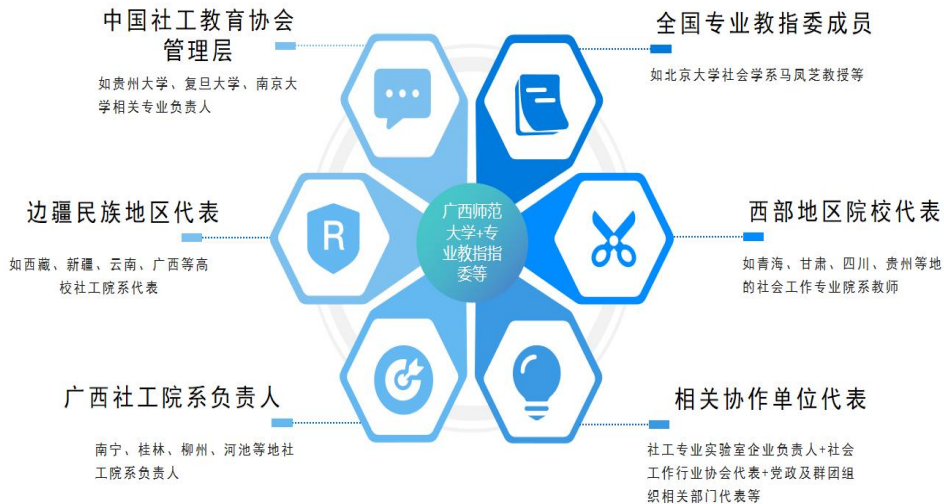 中国社工教育协会
管理层
如贵州大学、复旦大学、南京大
学相关专业负责人
全国专业教指委成员
如北京大学社会学系马凤芝教授等
边疆民族地区代表
如西藏、新疆、云南、广西等高
校社工院系代表
R
广西师范
大学+专
业教指指
委等
西部地区院校代表
如青海、甘肃、四川、贵州等地
的社会工作专业院系教师
广西社工院系负责人
南宁、桂林、柳州、河池等地社
工院系负责人
相关协作单位代表
社工专业实验室企业负责人+社会
工作行业协会代表+党政及群团组
织相关部门代表等